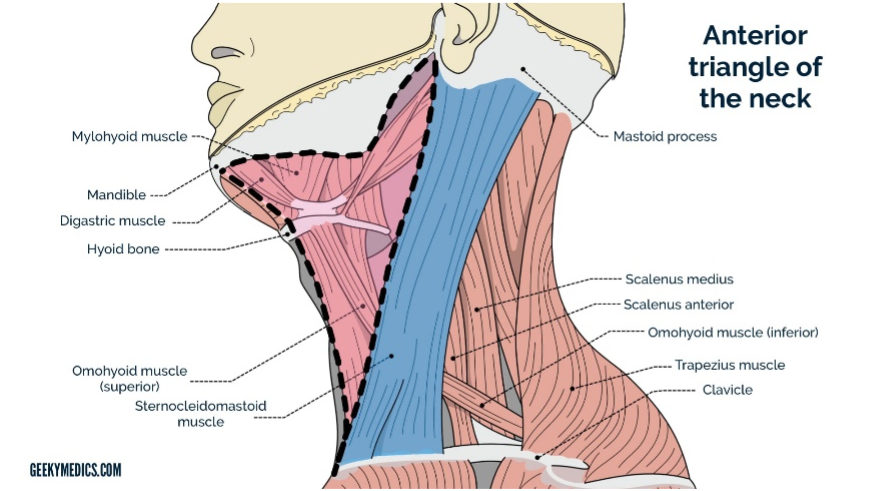 Anterior
triangle of
the neck
Mylohyoid muscle
Mastoid process
Mandible
Digastric muscle
Hyoid bone
Scalenus medius
Scalenus anterior
Omohyoid muscle (inferior)
Trapezius muscle
Clavicle
Omohyoid muscle
(superior)
Sternocleidomastoid
muscle
GEEKYMEDICS.COM